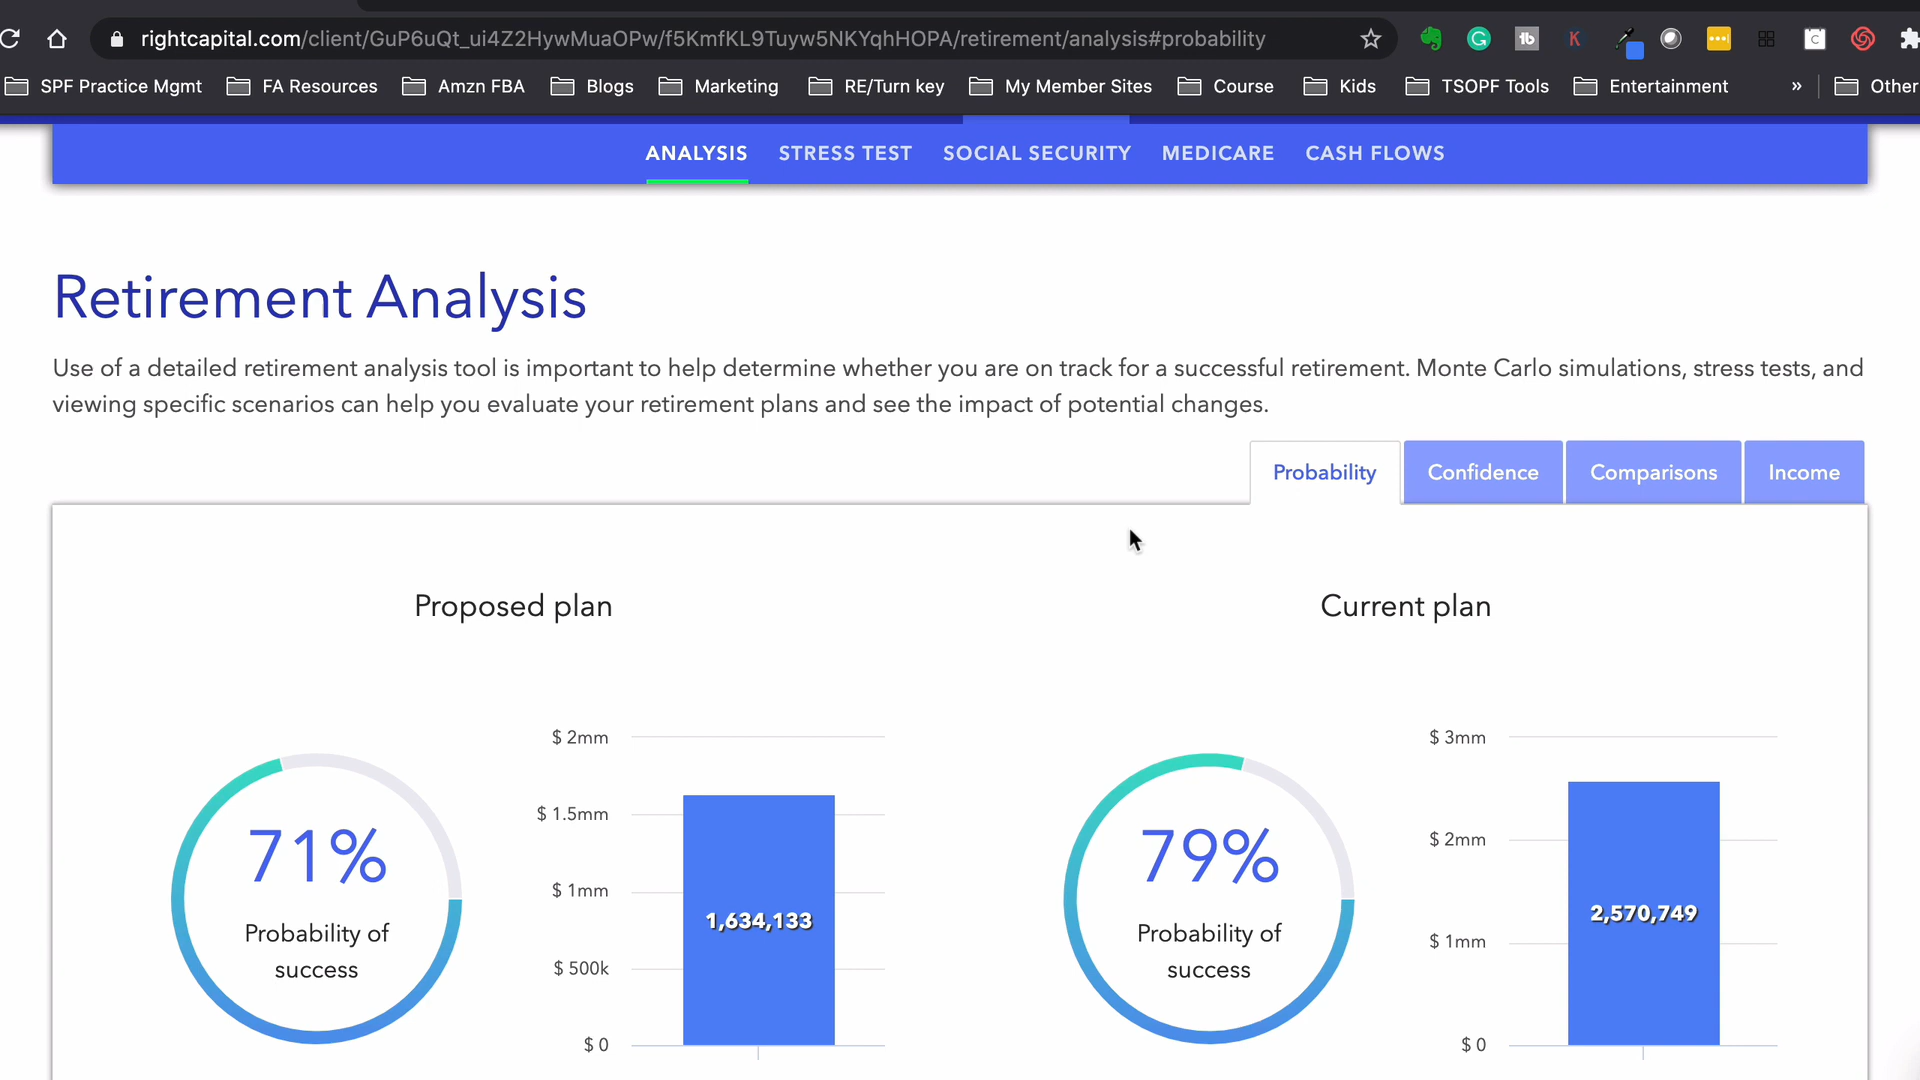 rightcapital.com/client/GuP6uQt_ui4Z2HywMuaOPw/f5KmfKL9Tuyw5NKYqhHOPA/retirement/analysis#probability
SPF Practice Mgmt FA Resources Amzn FBA Blogs Marketing RE/Turn key My Member Sites Course Kids TSOPF Tools Entertainment » Other
ANALYSIS STRESS TEST SOCIAL SECURITY MEDICARE CASH FLOWS
Retirement Analysis
Use of a detailed retirement analysis tool is important to help determine whether you are on track for a successful retirement. Monte Carlo simulations, stress tests, and
viewing specific scenarios can help you evaluate your retirement plans and see the impact of potential changes.
Probability Confidence Comparisons Income
Proposed plan
71%
Probability of
success
$ 2mm
$ 1.5mm
$ 1mm
$ 500k
$ 0
1,634,133
Current plan
79%
Probability of
success
$ 3mm
$ 2mm
$ 1mm
$ 0
2,570,749